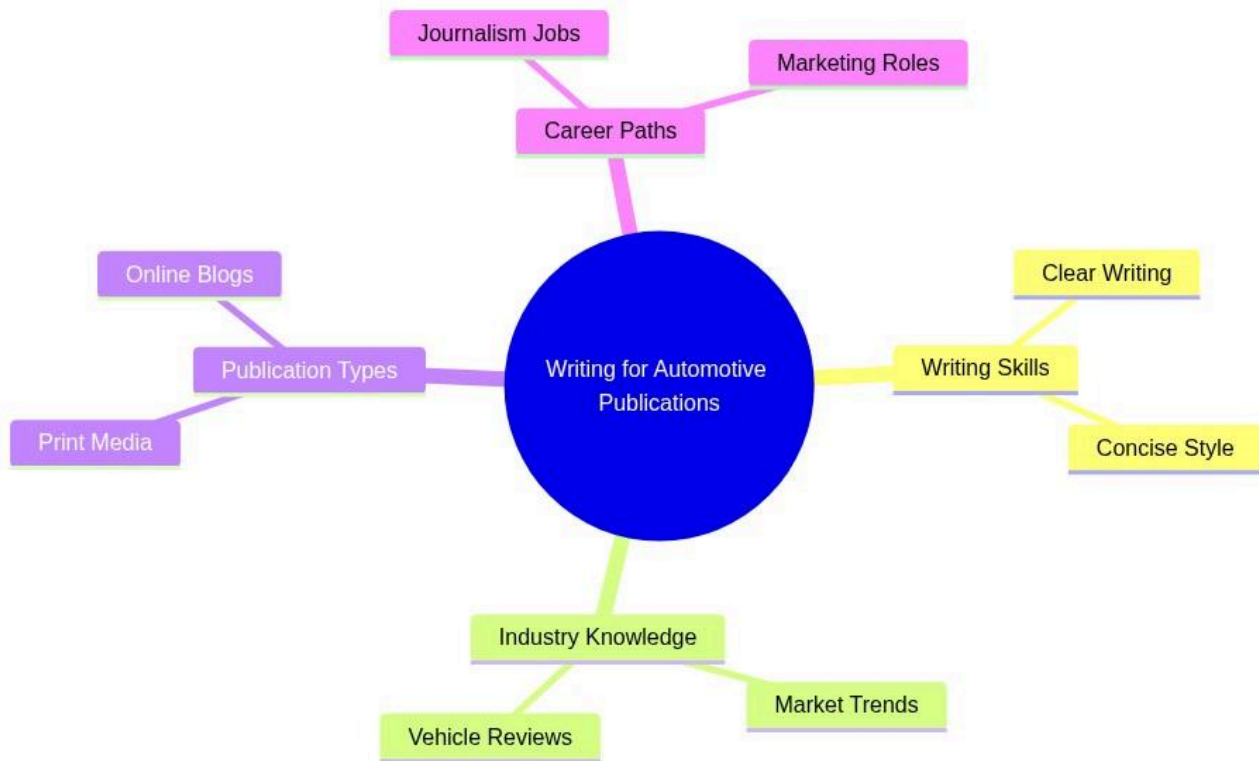 Journalism Jobs
Marketing Roles
Career Paths
Online Blogs
Clear Writing
Publication Types
Writing for Automotive
Publications
Writing Skills
Print Media
Concise Style
Industry Knowledge
Market Trends
Vehicle Reviews